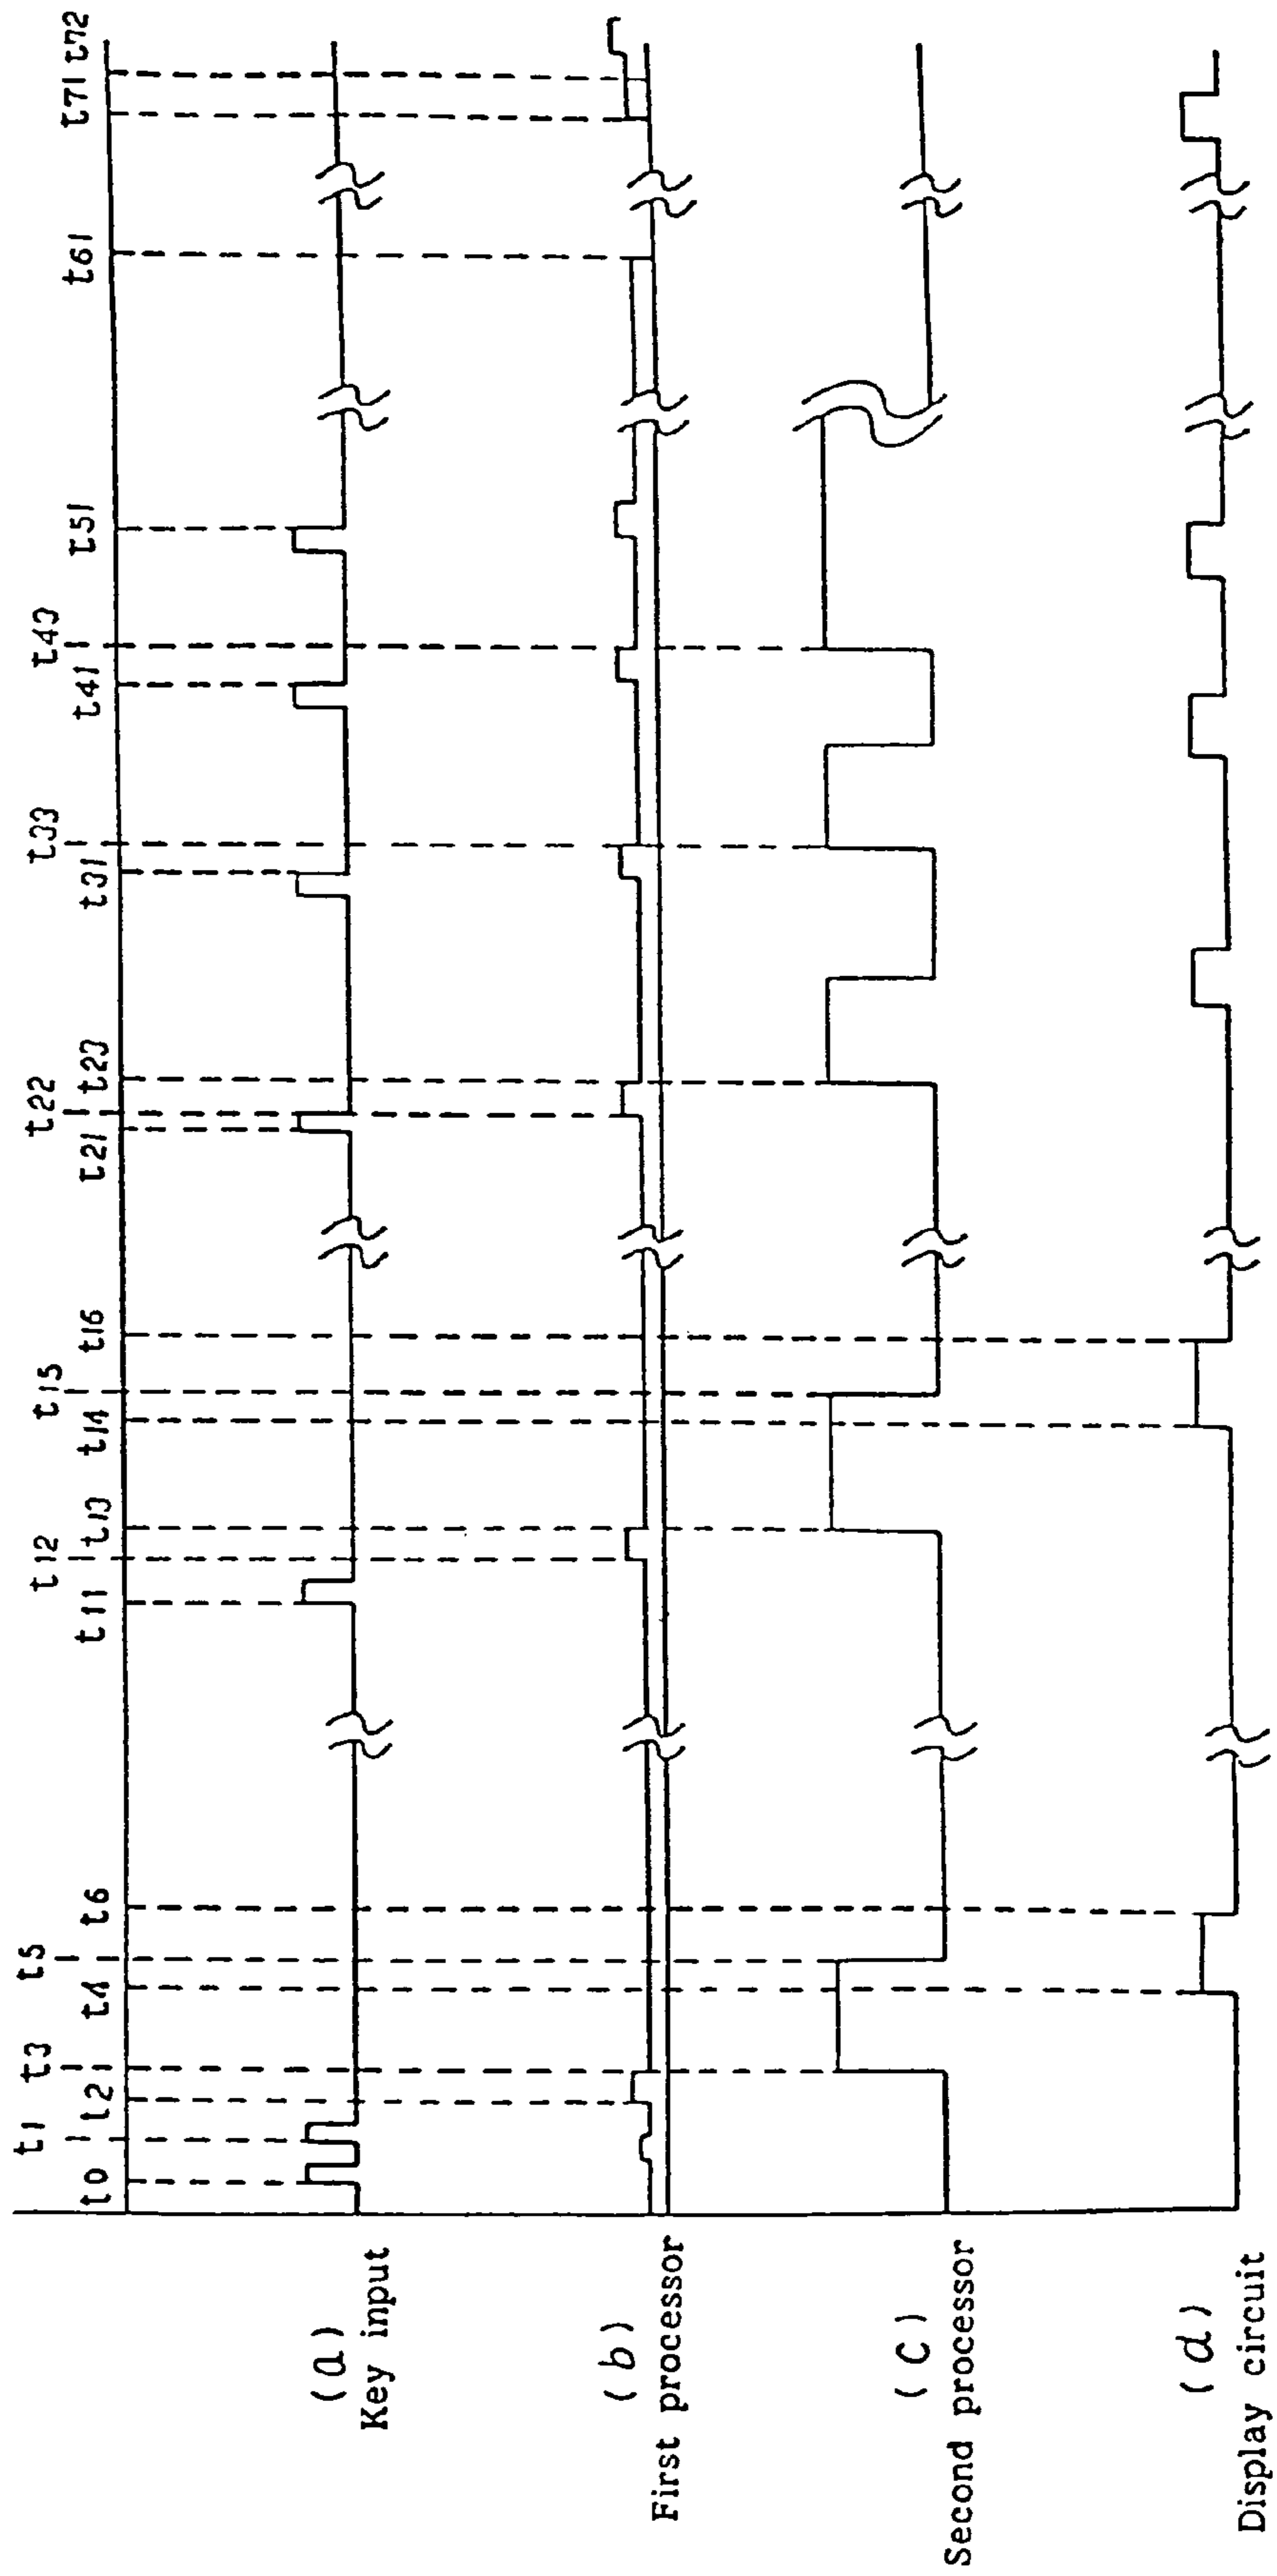 t1 t3 t5 t12 t15 t22 t33 t43
t0 t2 t4 t6 t11 t13 t14 t16 t21 t23 t31 t41 t51 t61 t71 t72
(a)
Key input
(b)
First processor
(c)
Second processor
(d)
Display circuit